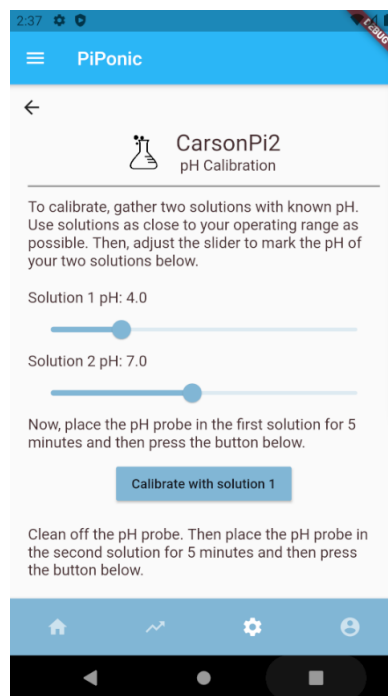 2:37
DEBUG
PiPonic
CarsonPi2
pH Calibration
To calibrate, gather two solutions with known pH.
Use solutions as close to your operating range as
possible. Then, adjust the slider to mark the pH of
your two solutions below.
Solution 1 pH: 4.0
Solution 2 pH: 7.0
Now, place the pH probe in the first solution for 5
minutes and then press the button below.
Calibrate with solution 1
Clean off the pH probe. Then place the pH probe in
the second solution for 5 minutes and then press
the button below.